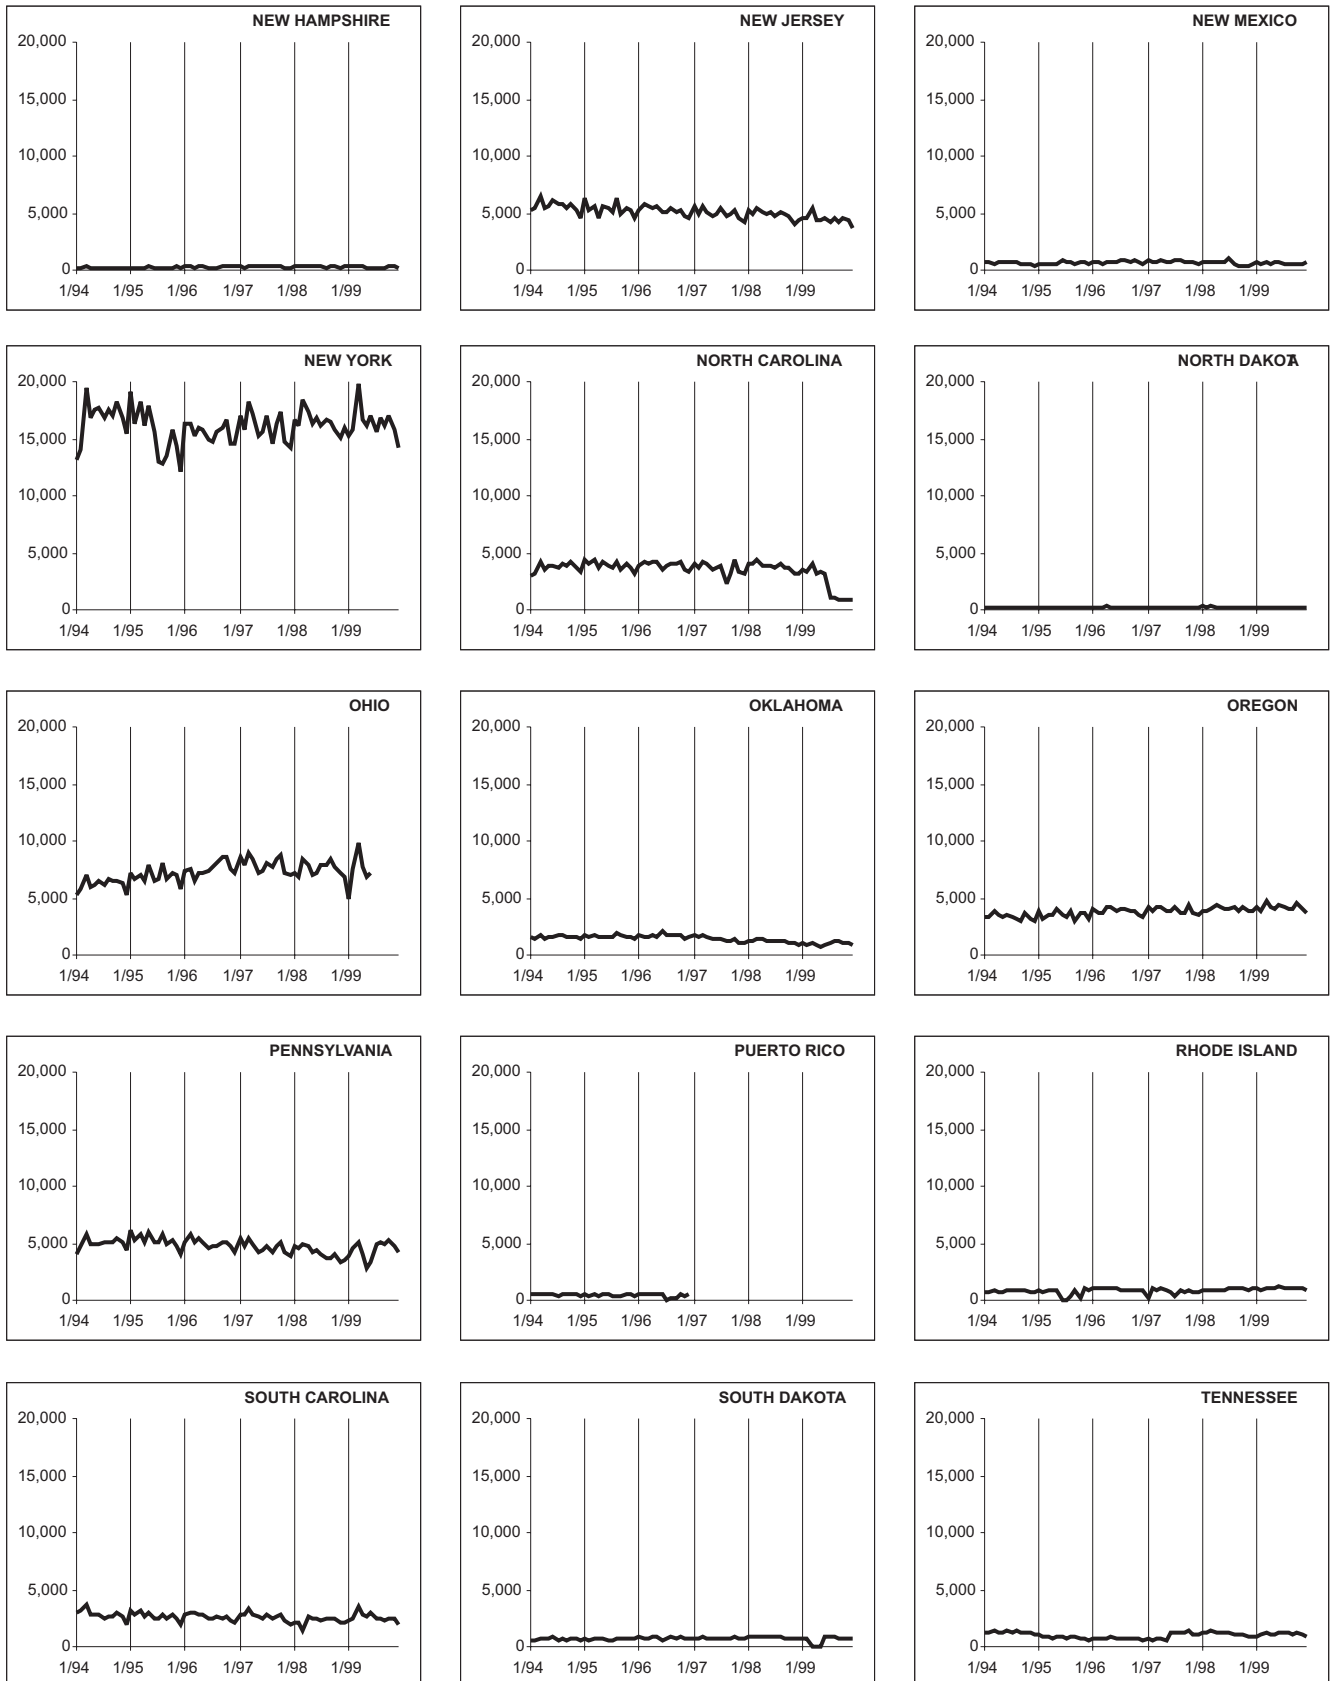 NEW HAMPSHIRE
20,000
15,000
10,000
5,000
0
1/94 1/95 1/96 1/97 1/98 1/99
NEW JERSEY
20,000
15,000
10,000
5,000
0
1/94 1/95 1/96 1/97 1/98 1/99
NEW MEXICO
20,000
15,000
10,000
5,000
0
1/94 1/95 1/96 1/97 1/98 1/99
NEW YORK
20,000
15,000
10,000
5,000
0
1/94 1/95 1/96 1/97 1/98 1/99
NORTH CAROLINA
20,000
15,000
10,000
5,000
0
1/94 1/95 1/96 1/97 1/98 1/99
NORTH DAKOTA
20,000
15,000
10,000
5,000
0
1/94 1/95 1/96 1/97 1/98 1/99
OHIO
20,000
15,000
10,000
5,000
0
1/94 1/95 1/96 1/97 1/98 1/99
OKLAHOMA
20,000
15,000
10,000
5,000
0
1/94 1/95 1/96 1/97 1/98 1/99
OREGON
20,000
15,000
10,000
5,000
0
1/94 1/95 1/96 1/97 1/98 1/99
PENNSYLVANIA
20,000
15,000
10,000
5,000
0
1/94 1/95 1/96 1/97 1/98 1/99
PUERTO RICO
20,000
15,000
10,000
5,000
0
1/94 1/95 1/96 1/97 1/98 1/99
RHODE ISLAND
20,000
15,000
10,000
5,000
0
1/94 1/95 1/96 1/97 1/98 1/99
SOUTH CAROLINA
20,000
15,000
10,000
5,000
0
1/94 1/95 1/96 1/97 1/98 1/99
SOUTH DAKOTA
20,000
15,000
10,000
5,000
0
1/94 1/95 1/96 1/97 1/98 1/99
TENNESSEE
20,000
15,000
10,000
5,000
0
1/94 1/95 1/96 1/97 1/98 1/99